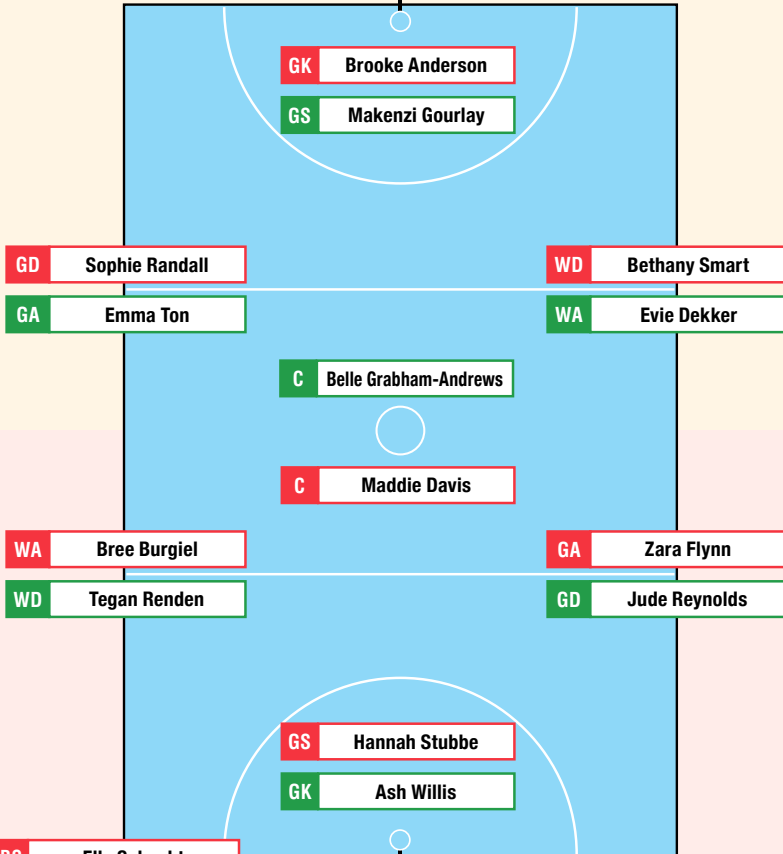 GK Brooke Anderson
GS Makenzi Gourlay
GD Sophie Randall
WD Bethany Smart
GA Emma Ton
WA Evie Dekker
C Belle Grabham-Andrews
C Maddie Davis
WA Bree Burgiel
GA Zara Flynn
WD Tegan Renden
GD Jude Reynolds
GS Hannah Stubbe
GK Ash Willis